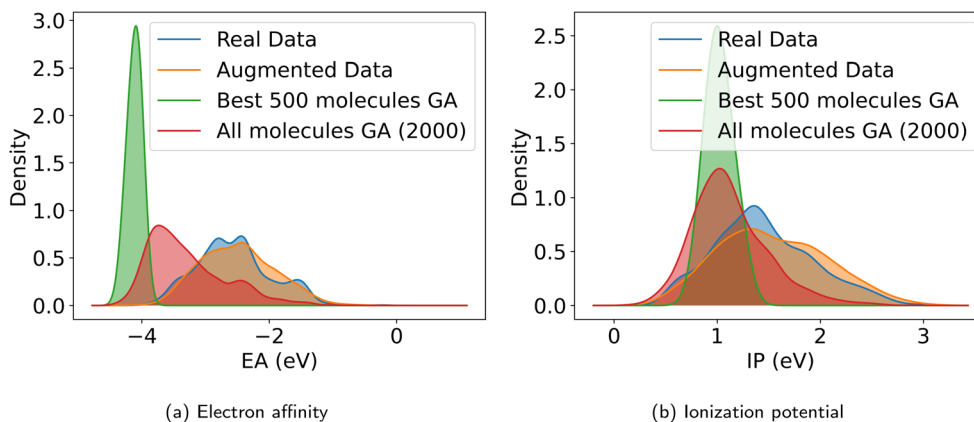 3.0
2.5
2.0
1.5
1.0
0.5
0.0
Density
Real Data
Augmented Data
Best 500 molecules GA
All molecules GA (2000)
−4 −2 0
EA (eV)
(a) Electron affinity
2.5
2.0
1.5
1.0
0.5
0.0
Density
Real Data
Augmented Data
Best 500 molecules GA
All molecules GA (2000)
0 1 2 3
IP (eV)
(b) Ionization potential